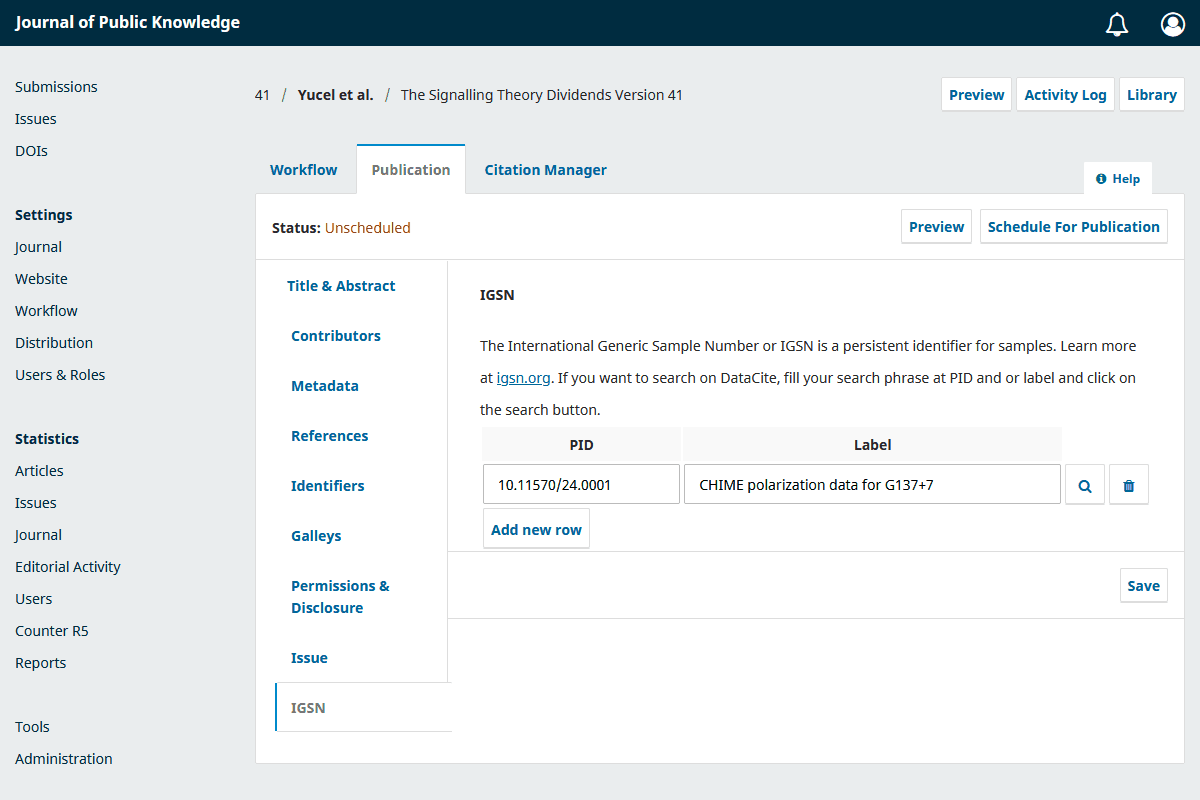 Journal of Public Knowledge
Submissions
Issues
DOIs
Settings
Journal
Website
Workflow
Distribution
Users & Roles
Statistics
Articles
Issues
Journal
Editorial Activity
Users
Counter R5
Reports
Tools
Administration
41 / Yucel et al. / The Signalling Theory Dividends Version 41
Preview Activity Log Library
Workflow Publication Citation Manager
Help
Status: Unscheduled
Preview Schedule For Publication
Title & Abstract
Contributors
Metadata
References
Identifiers
Galleys
Permissions &
Disclosure
Issue
IGSN
IGSN
The International Generic Sample Number or IGSN is a persistent identifier for samples. Learn more
at igsn.org. If you want to search on DataCite, fill your search phrase at PID and or label and click on
the search button.
PID Label
10.11570/24.0001 CHIME polarization data for G137+7
Add new row
Save